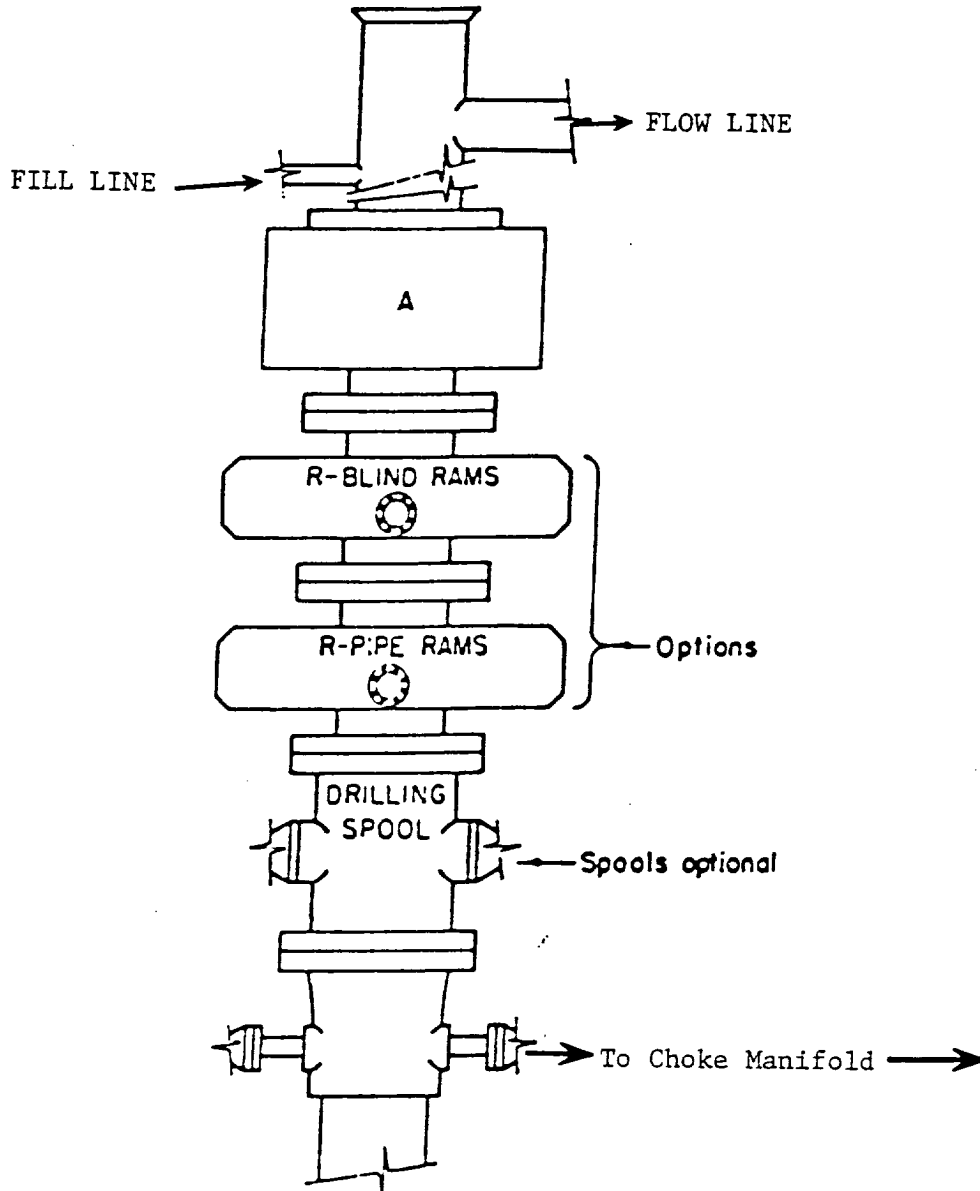 FLOW LINE
FILL LINE
A
R-BLIND RAMS
R-PIPE RAMS
Options
DRILLING
SPOOL
Spools optional
To Choke Manifold